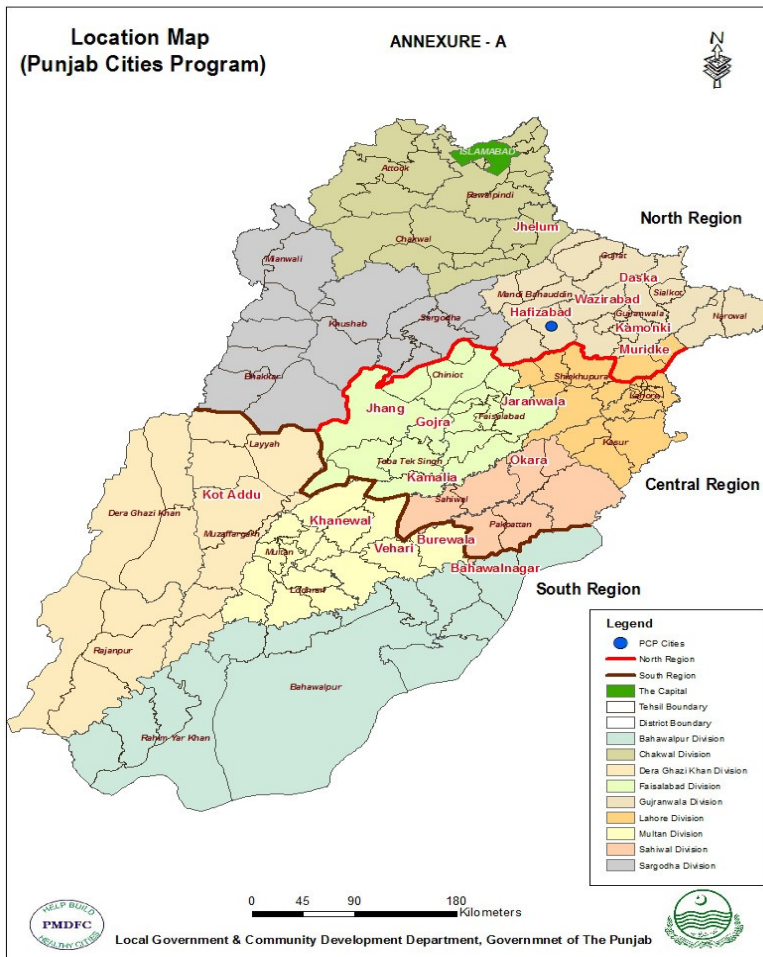 Location Map
(Punjab Cities Program)
ANNEXURE - A
N
ISLAMABAD
Attock
Rawalpindi
North Region
Jhelum
Chakwal
Mianwali
Gujrat
Daska
Mandi Bahauddin
Sialkot
Wazirabad
Khushab
Sargodha
Hafizabad
Gujranwala
Narowal
Kamonki
Muridke
Bhakkar
Chiniot
Sheikhupura
Lahore
Jhang
Jaranwala
Gojra
Faisalabad
Layyah
Kasur
Toba Tek Singh
Okara
Kamalia
Central Region
Kot Addu
Sahiwal
Dera Ghazi Khan
Khanewal
Pakpattan
Muzaffargarh
Burewala
Multan
Vehari
Bahawalnagar
Lodhran
South Region
Rajanpur
Bahawalpur
Rahim Yar Khan
Legend
PCP Cities
North Region
South Region
The Capital
Tehsil Boundary
District Boundary
Bahawalpur Division
Chakwal Division
Dera Ghazi Khan Division
Faisalabad Division
Gujranwala Division
Lahore Division
Multan Division
Sahiwal Division
Sargodha Division
HELP BUILD
PMDFC
HEALTHY CITIES
0 45 90 180
Kilometers
Local Government & Community Development Department, Governmnet of The Punjab